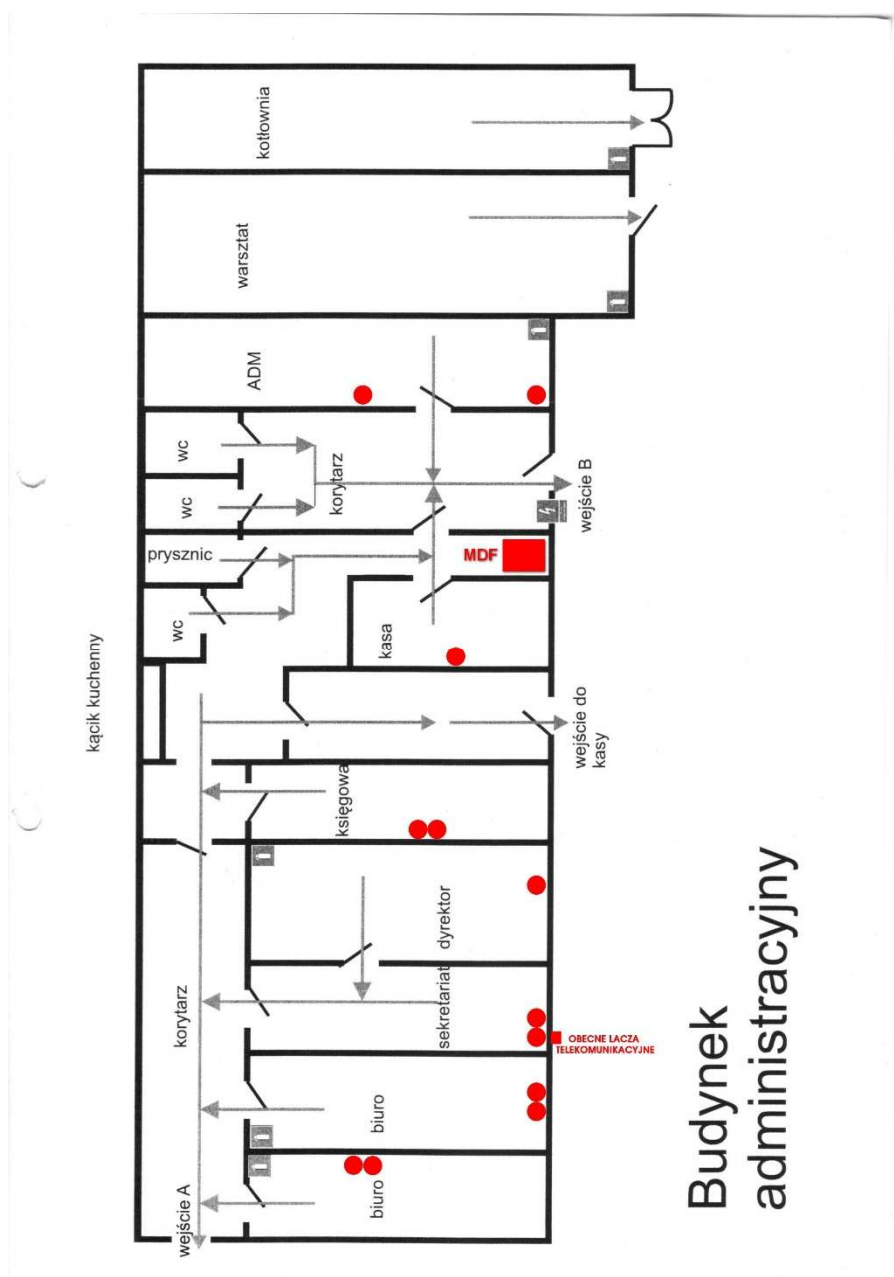 kotłownia
warsztat
ADM
wc
wc
korytarz
wejście B
prysznic
MDF
wc
kasa
kącik kuchenny
wejście do
kasy
księgowa
dyrektor
sekretariat
korytarz
OBECNE LACZA
TELEKOMUNIKACYJNE
biuro
biuro
wejście A
Budynek
administracyjny